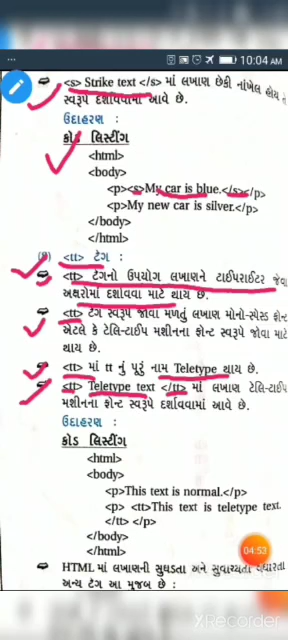 10:04 AM
<s> Strike text </s> માં લખાણ છેકી નાંખેલ હોય તે
સ્વરૂપે દર્શાવવામાં આવે છે.
ઉદાહરણ :
કોડ લિસ્ટીંગ
<html>
<body>
<p><s>My car is blue.</s></p>
<p>My new car is silver.</p>
</body>
</html>
<tt> ટૅગ :
<tt> ટૅગનો ઉપયોગ લખાણને ટાઈપરાઈટર જેવા
અક્ષરોમાં દર્શાવવા માટે થાય છે.
<tt> ટૅગ સ્વરૂપે જોવા મળતું લખાણ મોનો-સ્પેસ્ડ ફોન્ટ
એટલે કે ટેલિ-ટાઈપ મશીનના ફોન્ટ સ્વરૂપે જોવા માટે
થાય છે.
<tt> માં tt નું પૂરું નામ Teletype થાય છે.
<tt> Teletype text </tt> માં લખાણ ટેલિ-ટાઈપ
મશીનના ફોન્ટ સ્વરૂપે દર્શાવવામાં આવે છે.
ઉદાહરણ :
કોડ લિસ્ટીંગ
<html>
<body>
<p>This text is normal.</p>
<p> <tt>This text is teletype text.
</tt> </p>
</body>
</html>
04:53
HTML માં લખાણની સુઘડતા અને સુવાચ્યતા વધારતા
અન્ય ટૅગ આ મુજબ છે :
XRecorder